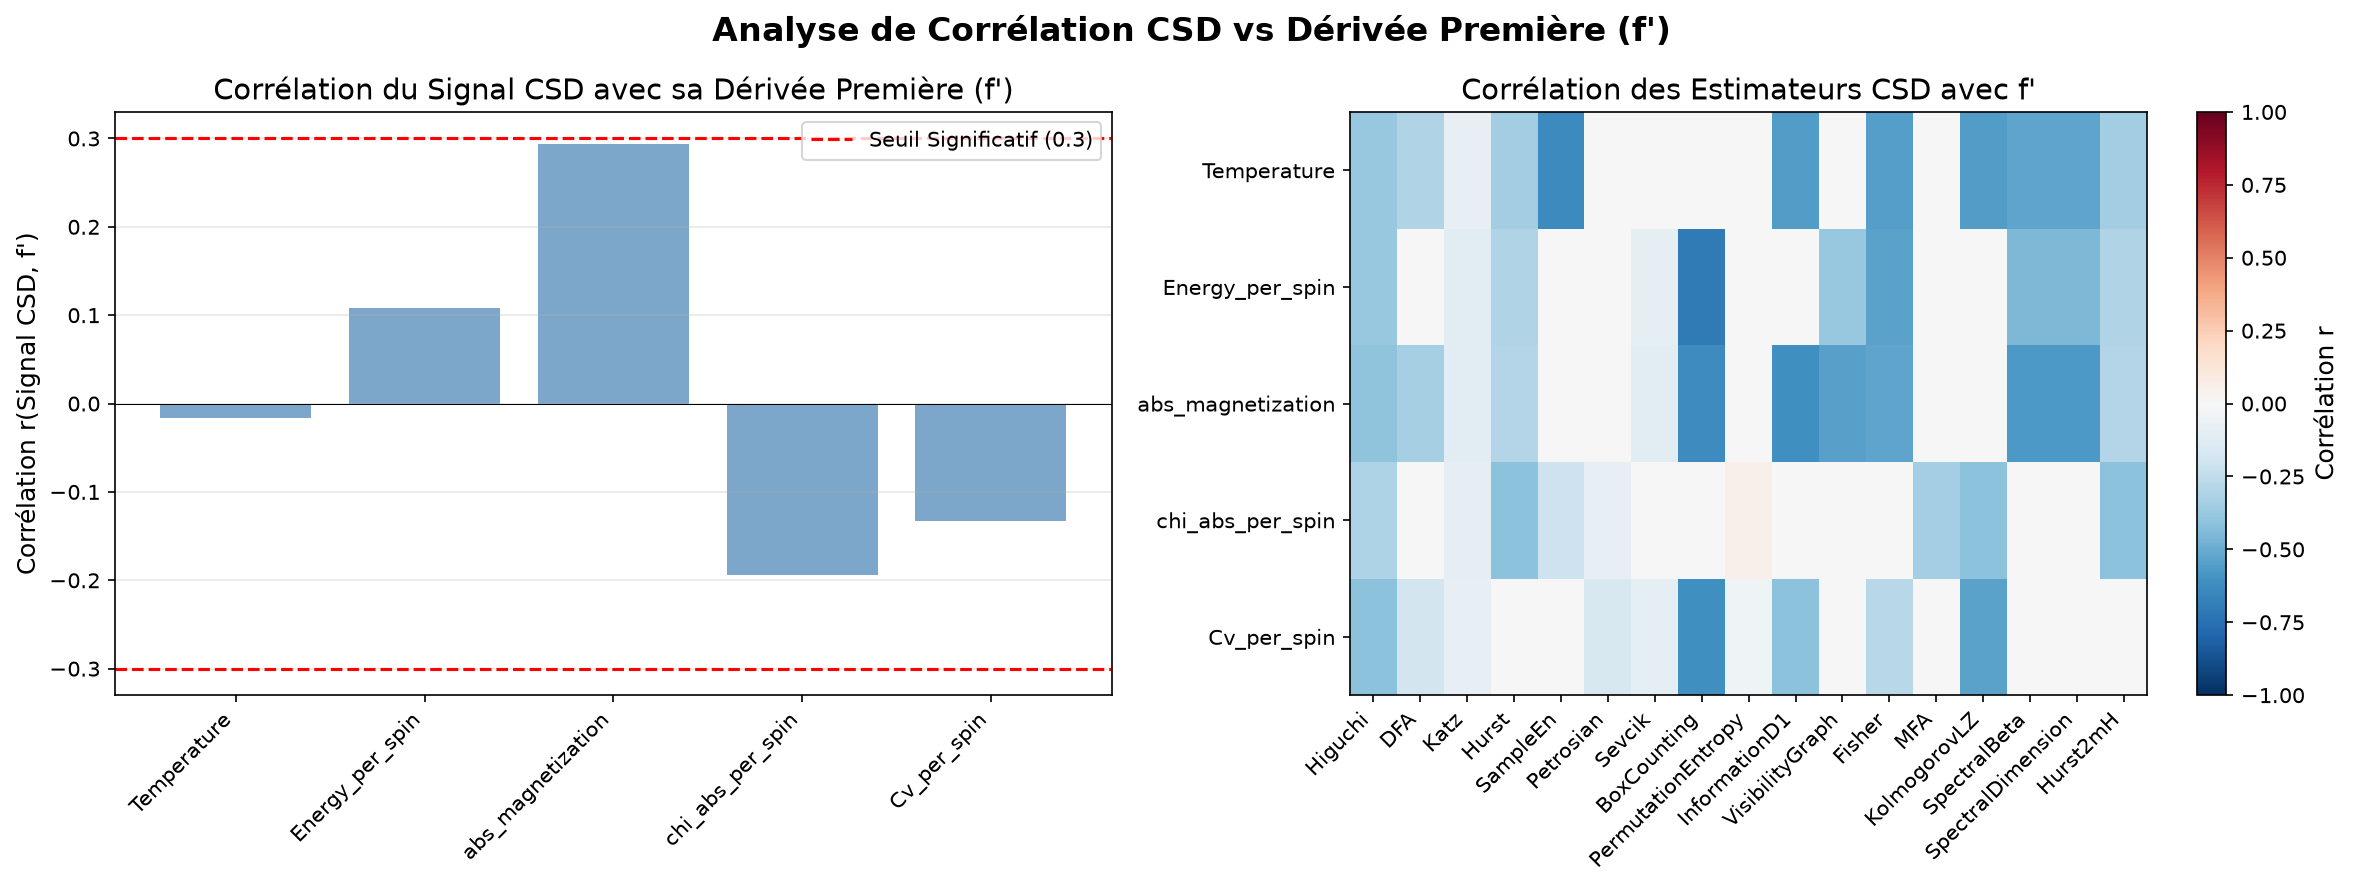 Analyse de Corrélation CSD vs Dérivée Première (f')
Corrélation du Signal CSD avec sa Dérivée Première (f')
Corrélation r(Signal CSD, f')
0.3
0.2
0.1
0.0
−0.1
−0.2
−0.3
Seuil Significatif (0.3)
Temperature
Energy_per_spin
abs_magnetization
chi_abs_per_spin
Cv_per_spin
Corrélation des Estimateurs CSD avec f'
Temperature
Energy_per_spin
abs_magnetization
chi_abs_per_spin
Cv_per_spin
Higuchi
DFA
Katz
Hurst
SampleEn
Petrosian
Sevcik
BoxCounting
PermutationEntropy
InformationD1
VisibilityGraph
Fisher
MFA
KolmogorovLZ
SpectralBeta
SpectralDimension
Hurst2mH
1.00
0.75
0.50
0.25
0.00
−0.25
−0.50
−0.75
−1.00
Corrélation r